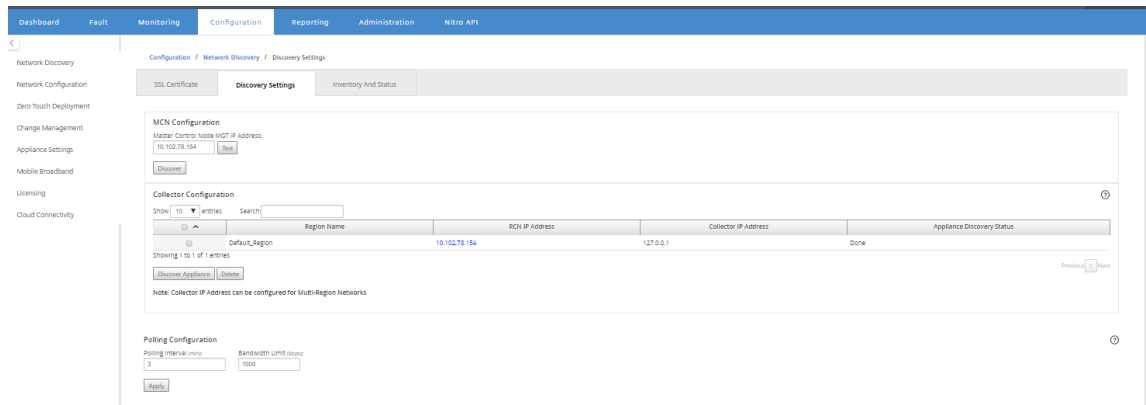 Dashboard Fault Monitoring Configuration Reporting Administration Nitro API
Configuration / Network Discovery / Discovery Settings
Network Discovery
Network Configuration
Zero Touch Deployment
Change Management
Appliance Settings
Mobile Broadband
Licensing
Cloud Connectivity
SSL Certificate Discovery Settings Inventory And Status
MCN Configuration
Master Control Node MGT IP Address:
10.102.78.154 Test
Discover
Collector Configuration
Show 10 entries Search:
Region Name RCN IP Address Collector IP Address Appliance Discovery Status
Default_Region 10.102.78.154 127.0.0.1 Done
Showing 1 to 1 of 1 entries
Previous 1 Next
Discover Appliance Delete
Note: Collector IP Address can be configured for Multi-Region Networks
Polling Configuration
Polling Interval (min): Bandwidth Limit (kbps):
3 1000
Apply